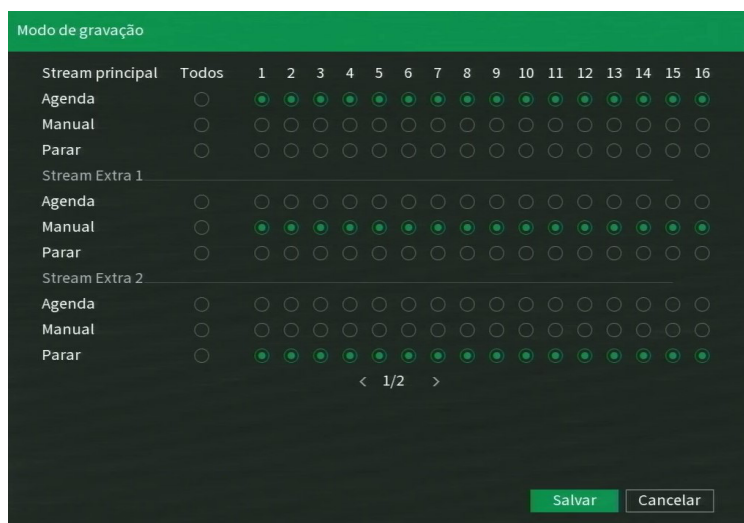 Modo de gravação
Stream principal Todos 1 2 3 4 5 6 7 8 9 10 11 12 13 14 15 16
Agenda
Manual
Parar
Stream Extra 1
Agenda
Manual
Parar
Stream Extra 2
Agenda
Manual
Parar
< 1/2 >
Salvar Cancelar